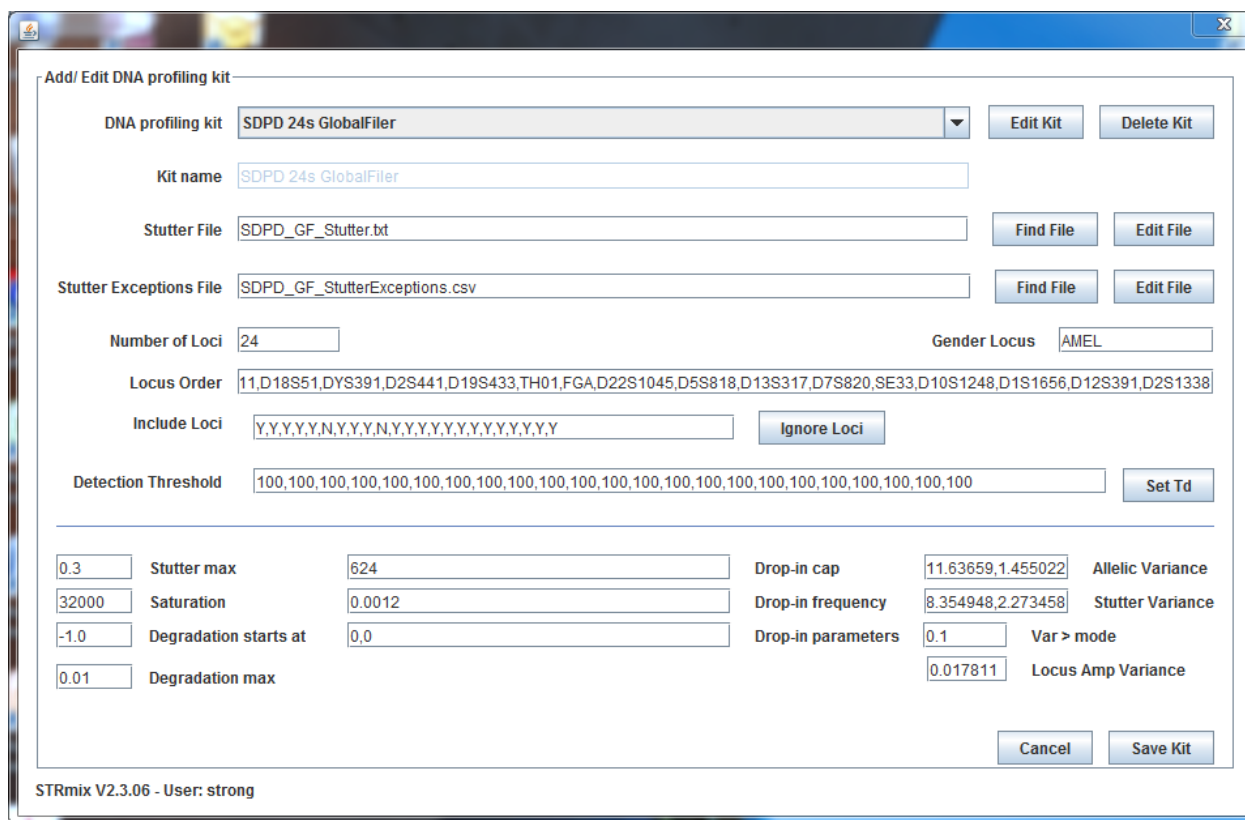 Add/ Edit DNA profiling kit
DNA profiling kit SDPD 24s GlobalFiler Edit Kit Delete Kit
Kit name SDPD 24s GlobalFiler
Stutter File SDPD_GF_Stutter.txt Find File Edit File
Stutter Exceptions File SDPD_GF_StutterExceptions.csv Find File Edit File
Number of Loci 24 Gender Locus AMEL
Locus Order 11,D18S51,DYS391,D2S441,D19S433,TH01,FGA,D22S1045,D5S818,D13S317,D7S820,SE33,D10S1248,D1S1656,D12S391,D2S1338
Include Loci Y,Y,Y,Y,Y,N,Y,Y,Y,N,Y,Y,Y,Y,Y,Y,Y,Y,Y,Y,Y,Y,Y Ignore Loci
Detection Threshold 100,100,100,100,100,100,100,100,100,100,100,100,100,100,100,100,100,100,100,100,100,100,100 Set Td
0.3 Stutter max 624 Drop-in cap 11.63659,1.455022 Allelic Variance
32000 Saturation 0.0012 Drop-in frequency 8.354948,2.273458 Stutter Variance
-1.0 Degradation starts at 0,0 Drop-in parameters 0.1 Var > mode
0.01 Degradation max 0.017811 Locus Amp Variance
Cancel Save Kit
STRmix V2.3.06 - User: strong